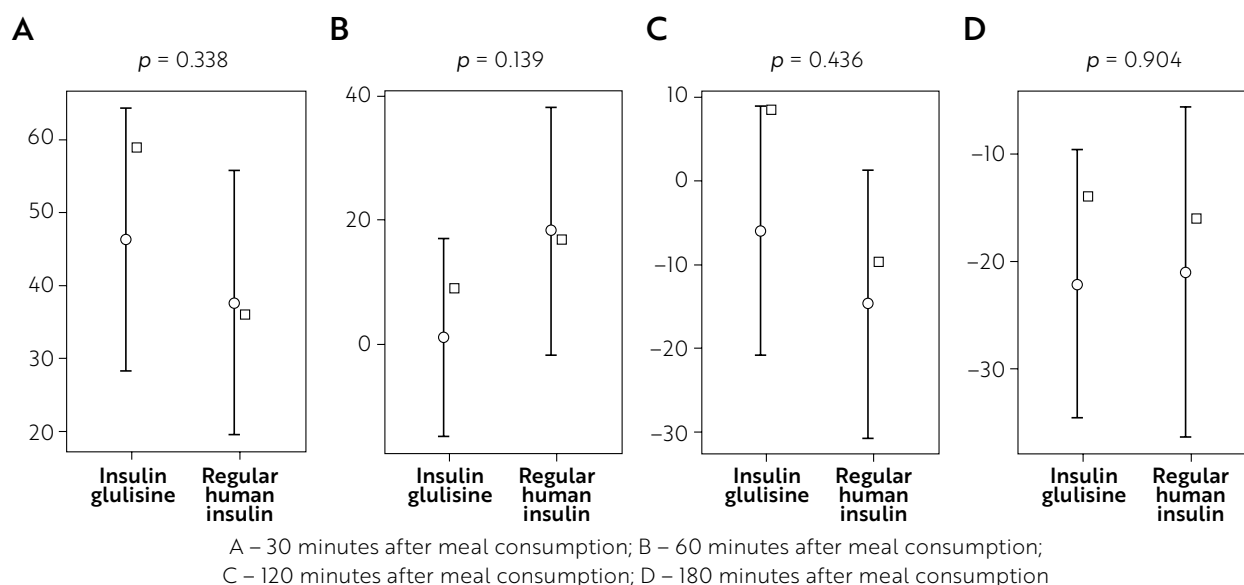 A
B
C
D
p = 0.338
p = 0.139
p = 0.436
p = 0.904
60
50
40
30
20
Insulin
glulisine
Regular
human
insulin
40
20
0
Insulin
glulisine
Regular
human
insulin
10
0
−10
−20
−30
Insulin
glulisine
Regular
human
insulin
−10
−20
−30
Insulin
glulisine
Regular
human
insulin
A – 30 minutes after meal consumption; B – 60 minutes after meal consumption;
C – 120 minutes after meal consumption; D – 180 minutes after meal consumption